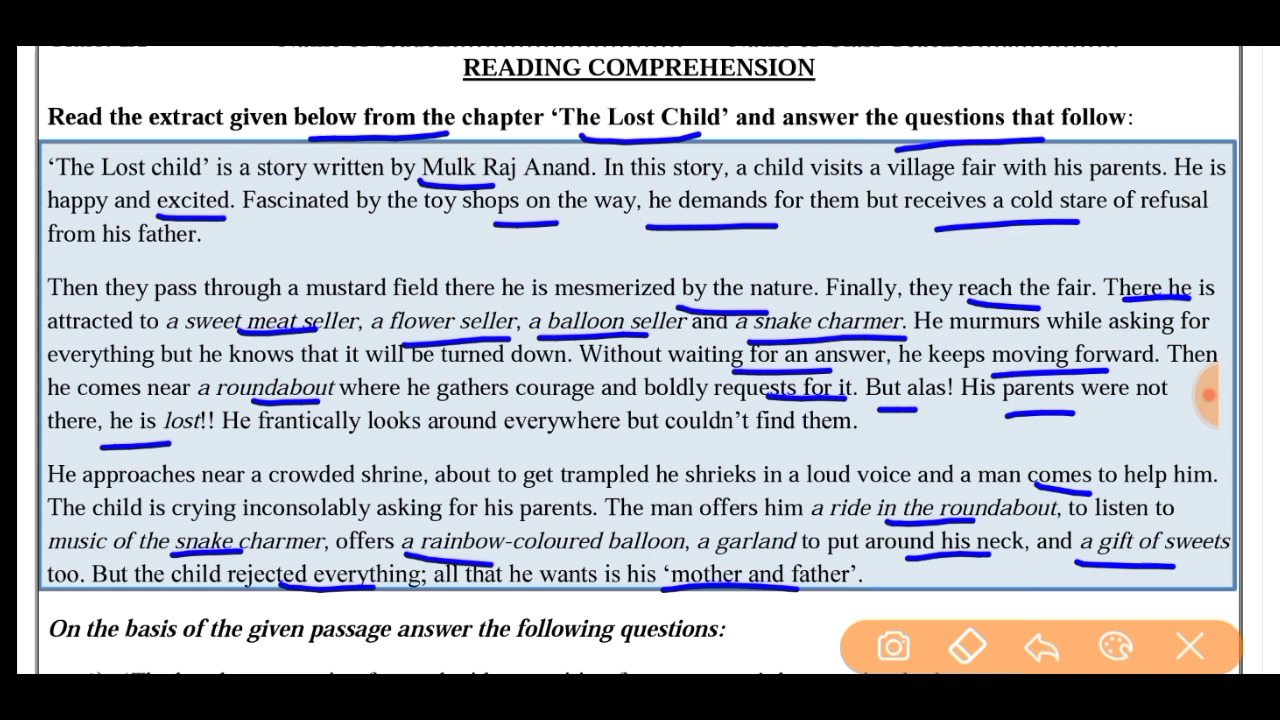 READING COMPREHENSION
Read the extract given below from the chapter ‘The Lost Child’ and answer the questions that follow:
‘The Lost child’ is a story written by Mulk Raj Anand. In this story, a child visits a village fair with his parents. He is
happy and excited. Fascinated by the toy shops on the way, he demands for them but receives a cold stare of refusal
from his father.
Then they pass through a mustard field there he is mesmerized by the nature. Finally, they reach the fair. There he is
attracted to a sweet meat seller, a flower seller, a balloon seller and a snake charmer. He murmurs while asking for
everything but he knows that it will be turned down. Without waiting for an answer, he keeps moving forward. Then
he comes near a roundabout where he gathers courage and boldly requests for it. But alas! His parents were not
there, he is lost!! He frantically looks around everywhere but couldn’t find them.
He approaches near a crowded shrine, about to get trampled he shrieks in a loud voice and a man comes to help him.
The child is crying inconsolably asking for his parents. The man offers him a ride in the roundabout, to listen to
music of the snake charmer, offers a rainbow-coloured balloon, a garland to put around his neck, and a gift of sweets
too. But the child rejected everything; all that he wants is his ‘mother and father’.
On the basis of the given passage answer the following questions: